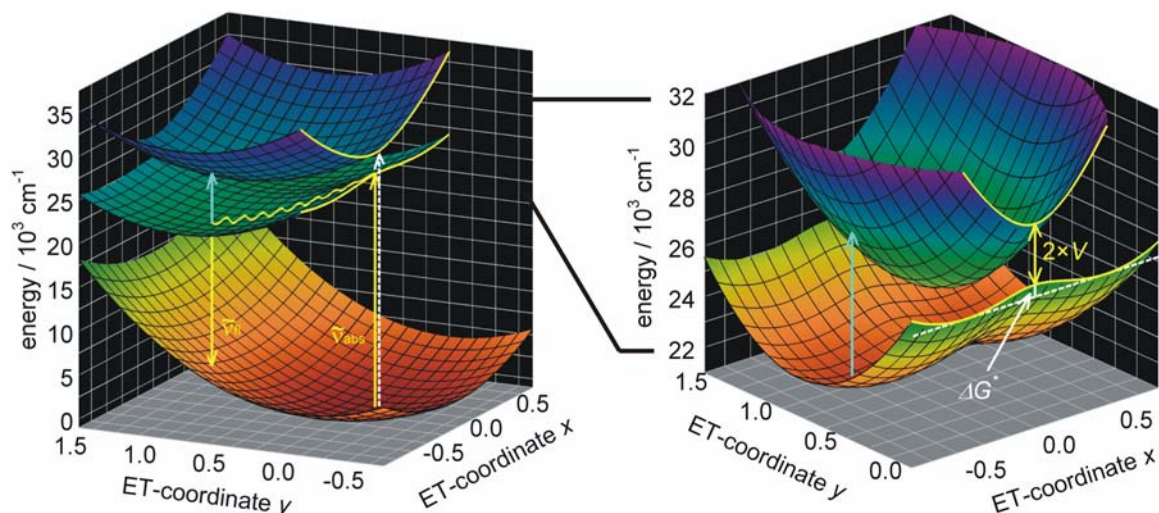 energy / 10³ cm⁻¹
35
30
25
20
15
10
5
0
ṽfl
ṽabs
1.5 1.0 0.5 0.0 -0.5
ET-coordinate y
-0.5 0.0 0.5
ET-coordinate x
energy / 10³ cm⁻¹
32
30
28
26
24
22
2×V
ΔG*
1.5 1.0 0.5 0.0
ET-coordinate y
-0.5 0.0 0.5
ET-coordinate x